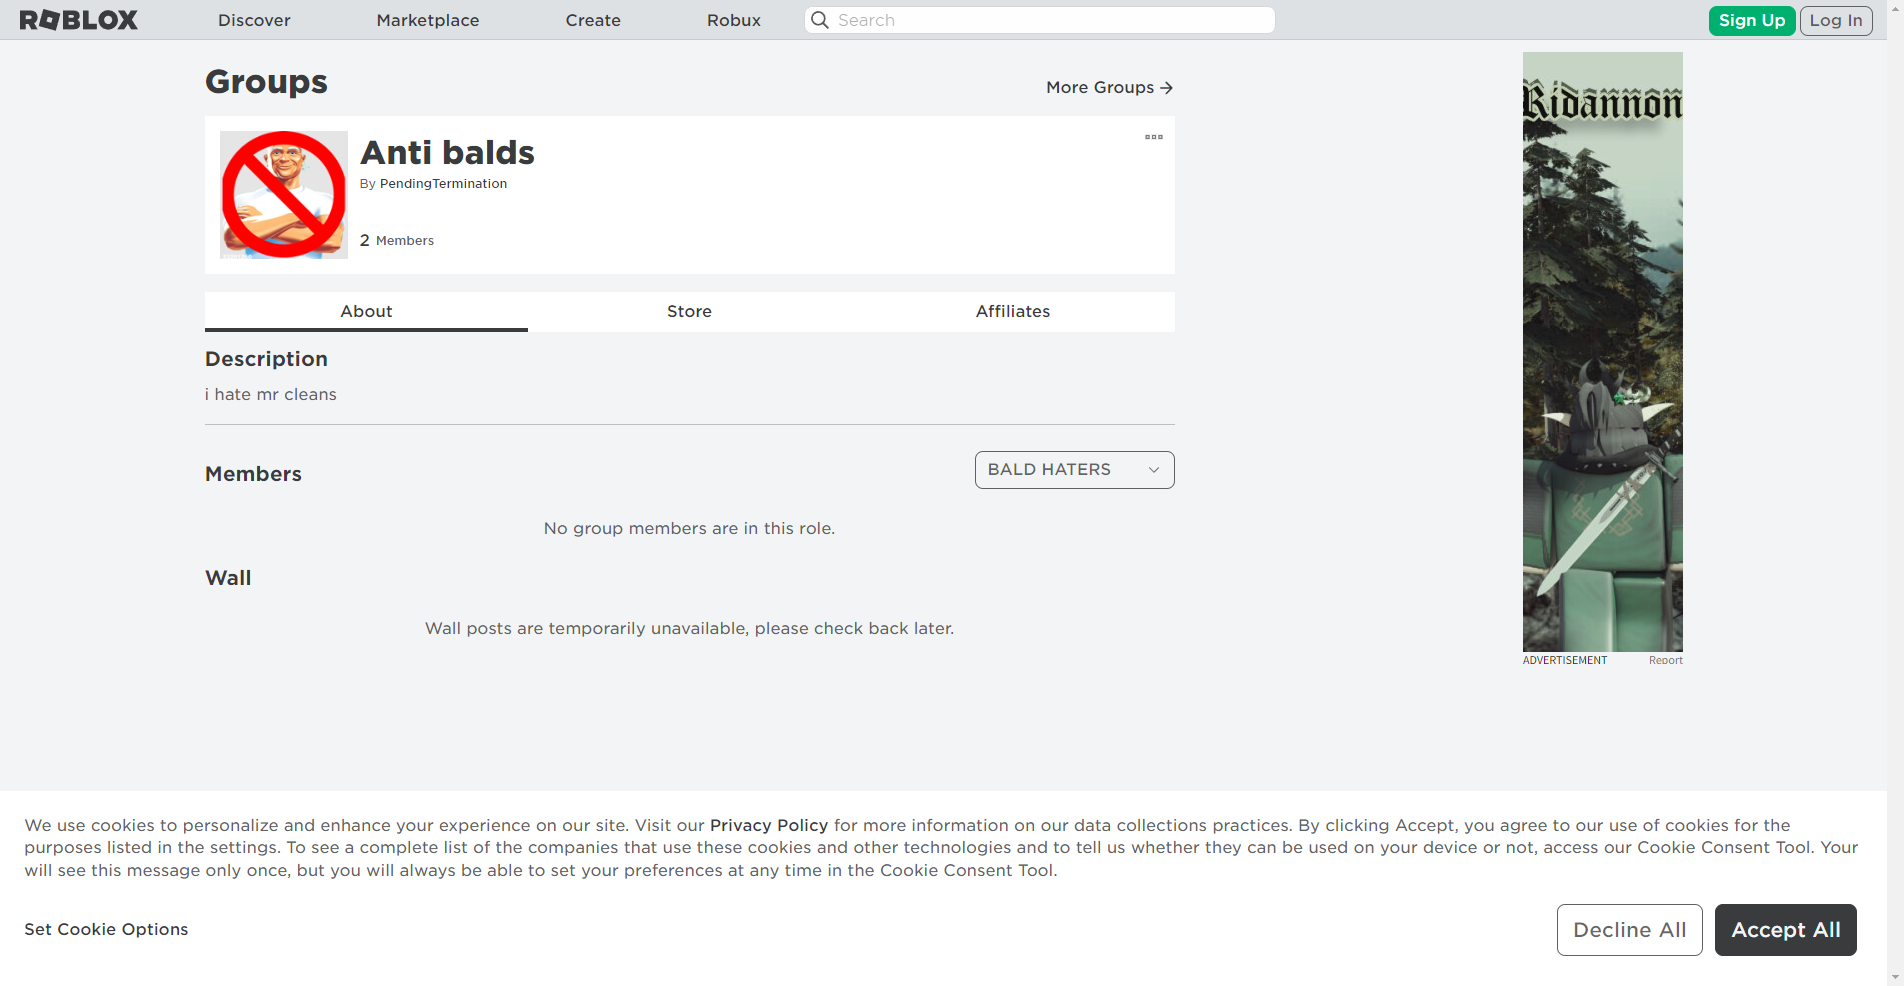 ROBLOX
Discover
Marketplace
Create
Robux
Search
Sign Up
Log In
Groups
More Groups
Anti balds
By PendingTermination
2 Members
About
Store
Affiliates
Description
i hate mr cleans
Members
BALD HATERS
No group members are in this role.
Wall
Wall posts are temporarily unavailable, please check back later.
Ridannon
ADVERTISEMENT
Report
We use cookies to personalize and enhance your experience on our site. Visit our Privacy Policy for more information on our data collections practices. By clicking Accept, you agree to our use of cookies for the
purposes listed in the settings. To see a complete list of the companies that use these cookies and other technologies and to tell us whether they can be used on your device or not, access our Cookie Consent Tool. Your
will see this message only once, but you will always be able to set your preferences at any time in the Cookie Consent Tool.
Set Cookie Options
Decline All
Accept All